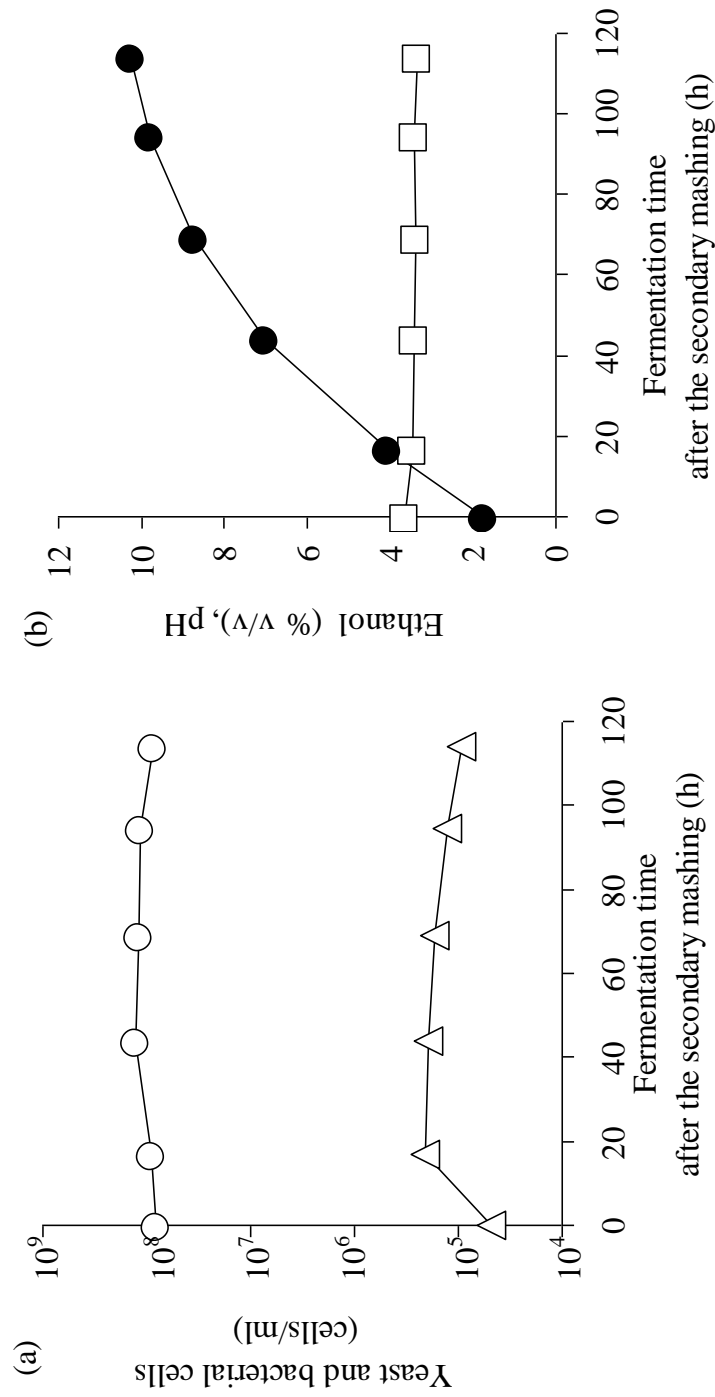 (a)
Yeast and bacterial cells
(cells/ml)
10⁹
10⁸
10⁷
10⁶
10⁵
10⁴
0 20 40 60 80 100 120
Fermentation time
after the secondary mashing (h)
(b)
Ethanol (% v/v), pH
12
10
8
6
4
2
0
0 20 40 60 80 100 120
Fermentation time
after the secondary mashing (h)